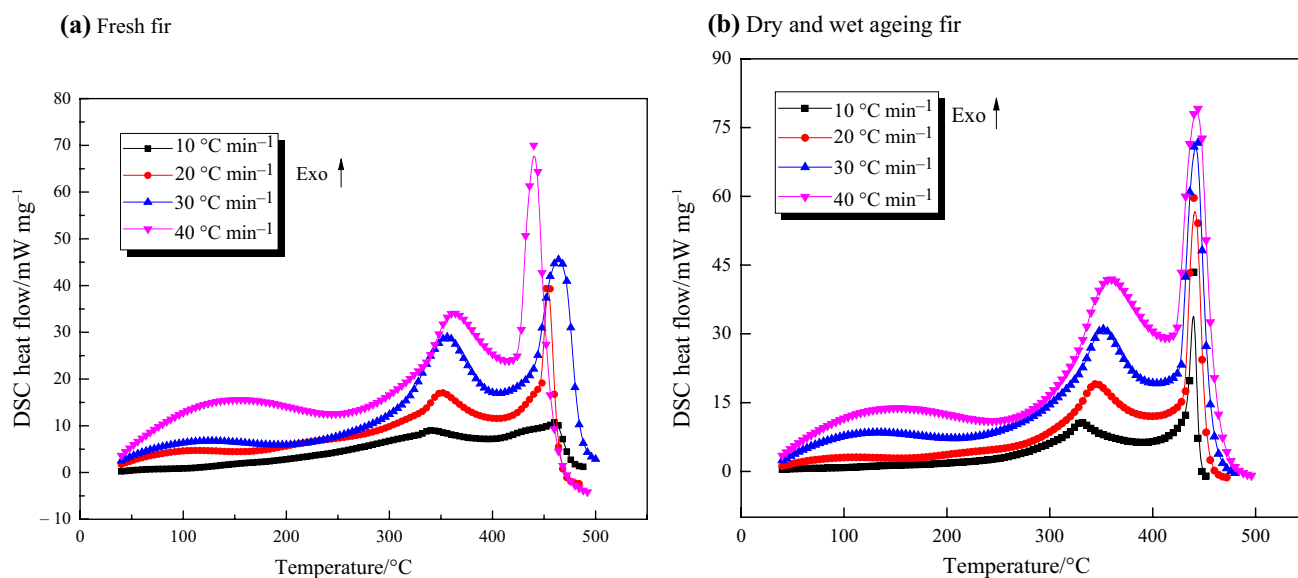 (a) Fresh fir
80
70
60
50
40
30
20
10
0
– 10
DSC heat flow/mW mg⁻¹
10 °C min⁻¹
20 °C min⁻¹
30 °C min⁻¹
40 °C min⁻¹
Exo
0 100 200 300 400 500
Temperature/°C
(b) Dry and wet ageing fir
90
75
60
45
30
15
0
DSC heat flow/mW mg⁻¹
10 °C min⁻¹
20 °C min⁻¹
30 °C min⁻¹
40 °C min⁻¹
Exo
0 100 200 300 400 500
Temperature/°C